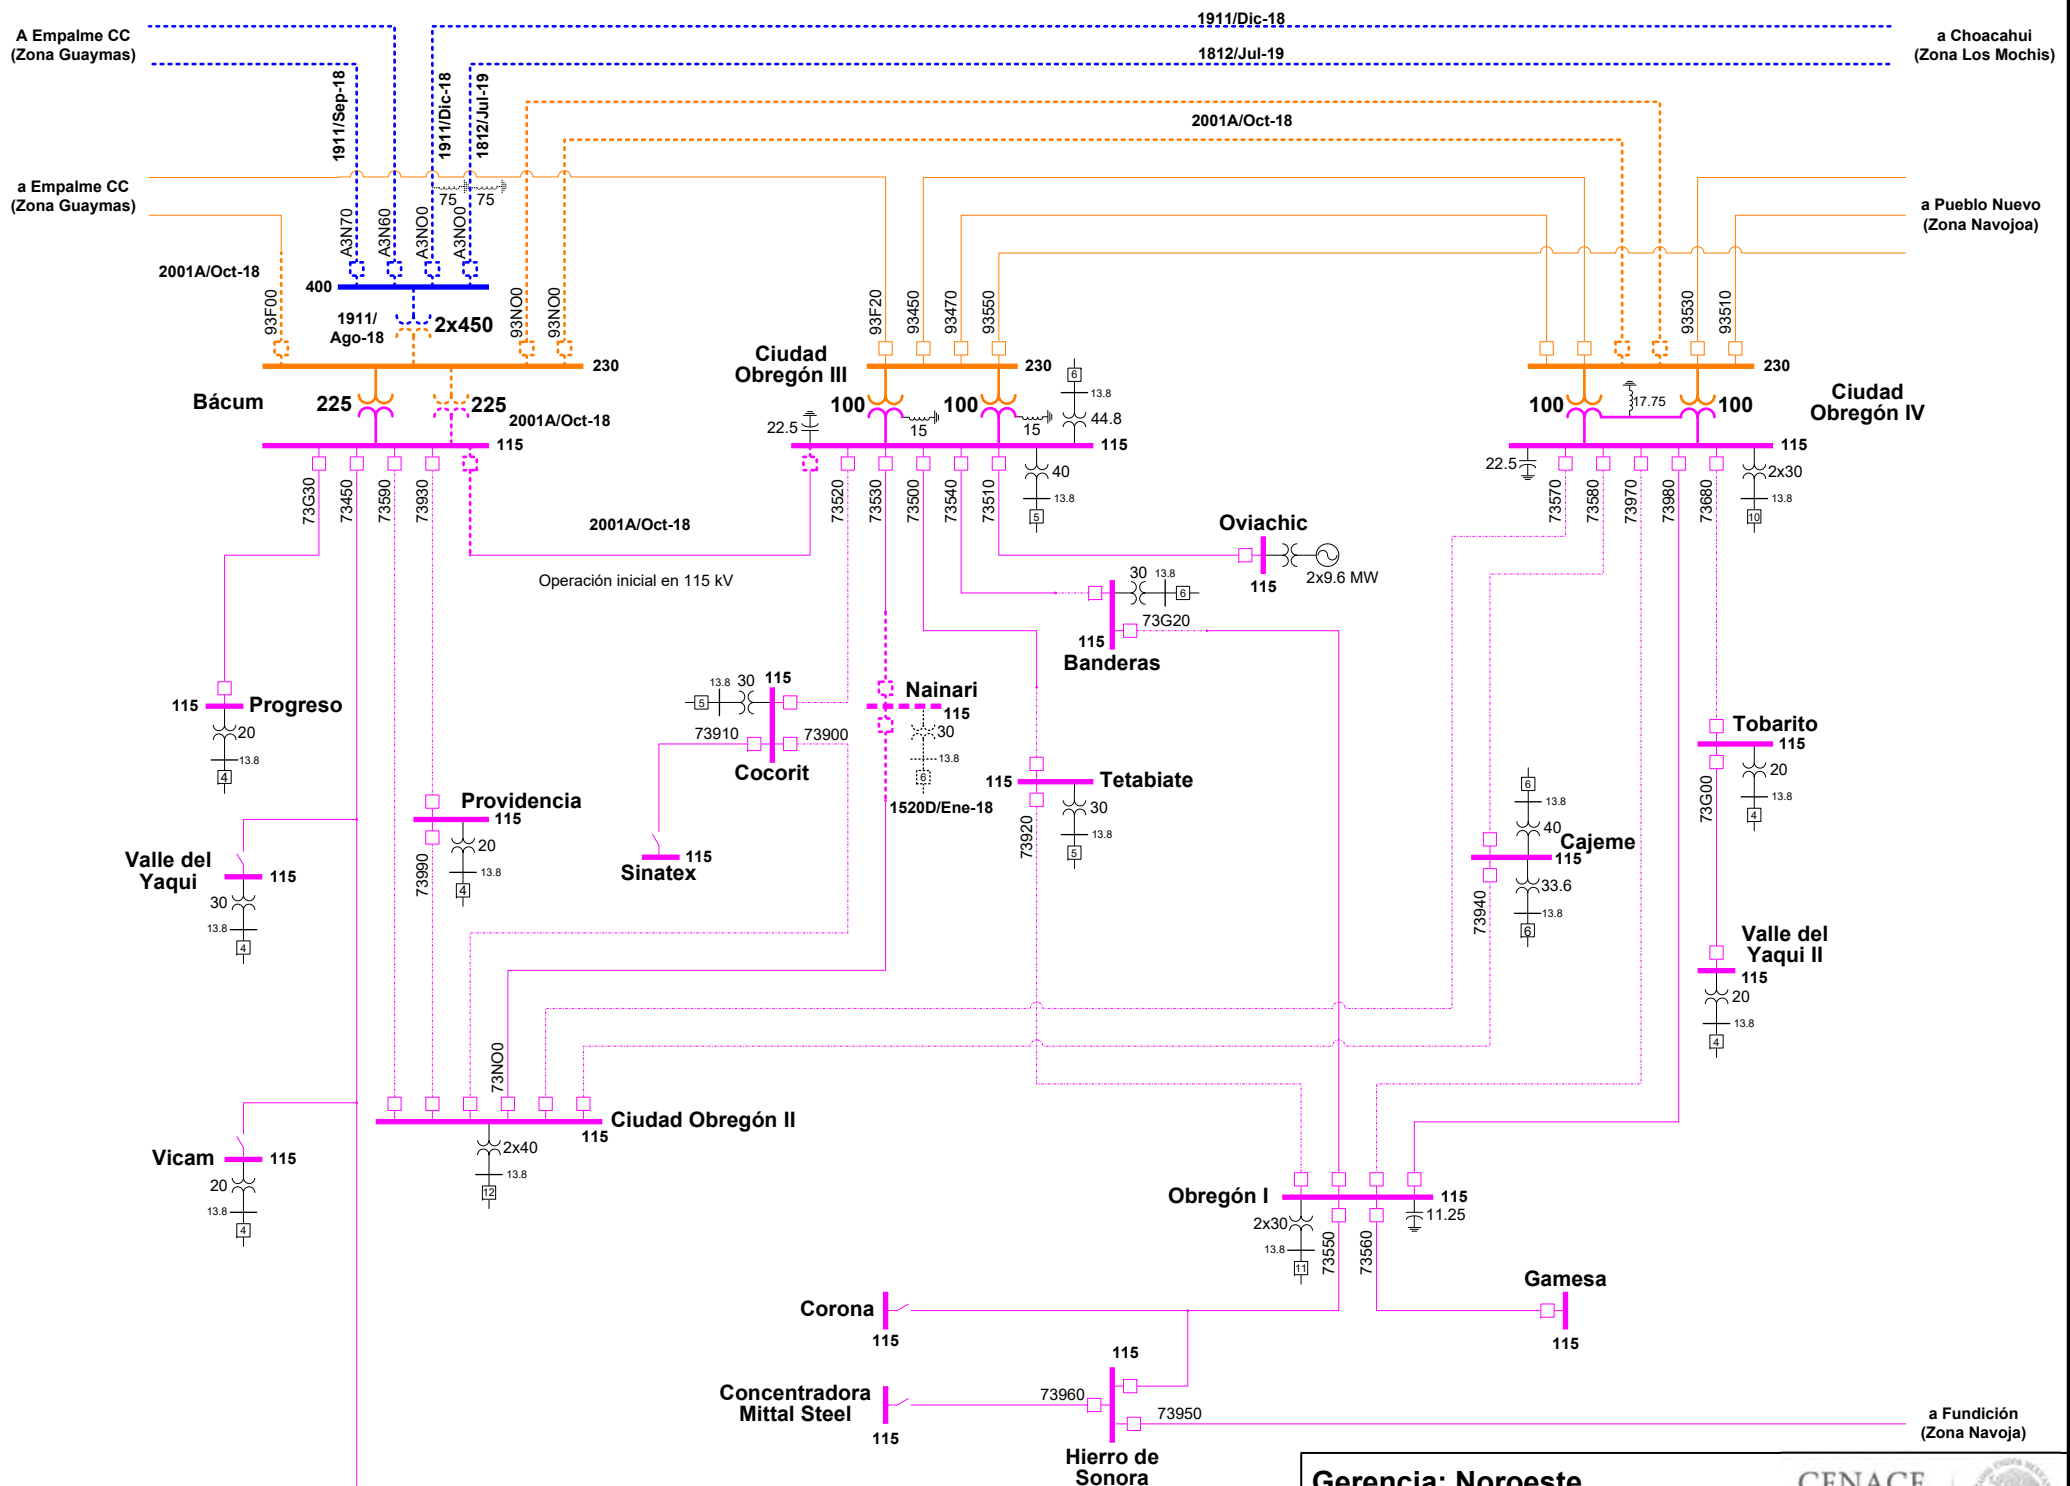 1911/Dic-18
A Empalme CC
(Zona Guaymas)
a Choacahui
(Zona Los Mochis)
1812/Jul-19
1911/Sep-18
1911/Dic-18
1812/Jul-19
2001A/Oct-18
a Empalme CC
(Zona Guaymas)
75
75
a Pueblo Nuevo
(Zona Navojoa)
A3N70
A3N60
A3NO0
A3NO0
2001A/Oct-18
400
93F00
1911/
Ago-18
2x450
93NO0
93NO0
93F20
93450
93470
93550
93530
93510
230
Ciudad
Obregón III
230
230
Bácum
225
225
2001A/Oct-18
100
100
15
15
6
13.8
44.8
22.5
17.75
100
100
Ciudad
Obregón IV
115
115
115
73G30
73450
73590
73930
73520
73530
73500
73540
73510
40
13.8
5
22.5
73570
73580
73970
73980
73680
2x30
13.8
10
2001A/Oct-18
Operación inicial en 115 kV
Oviachic
115
2x9.6 MW
30
13.8
6
73G20
115
Banderas
115
Progreso
20
13.8
4
13.8
30
5
115
73910
73900
Cocorit
Nainari
115
30
13.8
6
1520D/Ene-18
Tobarito
115
20
13.8
4
73G00
115
Tetabiate
30
13.8
5
73920
Providencia
115
20
13.8
4
73990
6
13.8
40
Cajeme
115
33.6
13.8
6
73940
Valle del
Yaqui
115
30
13.8
4
115
Sinatex
Valle del
Yaqui II
115
20
13.8
4
73NO0
Ciudad Obregón II
115
2x40
13.8
12
Vicam
115
20
13.8
4
Obregón I
115
2x30
13.8
11
73550
73560
11.25
Gamesa
115
Corona
115
115
Concentradora
Mittal Steel
115
73960
73950
Hierro de
Sonora
a Fundición
(Zona Navoja)
Gerencia: Noroeste
CENACE